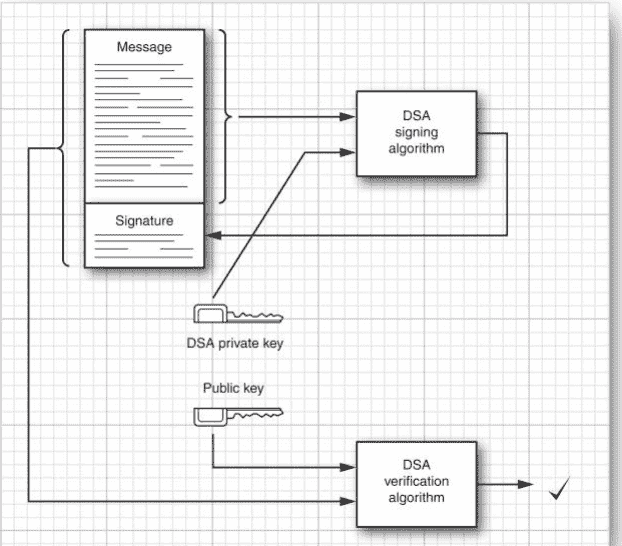 Message
DSA
signing
algorithm
Signature
DSA private key
Public key
DSA
verification
algorithm